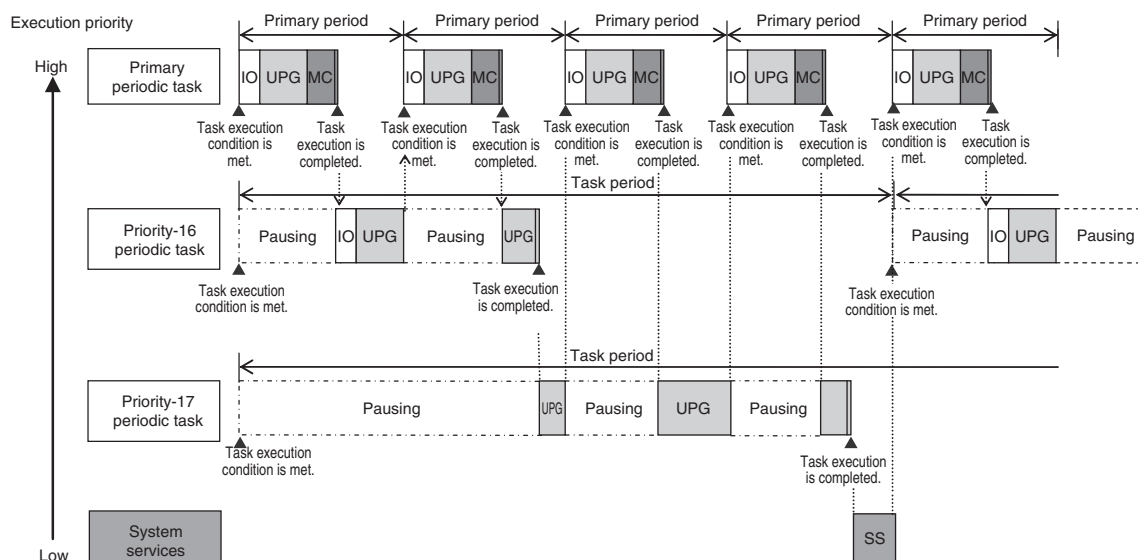 Execution priority
Primary period
Primary period
Primary period
Primary period
Primary period
High
Primary
periodic task
IO UPG MC
IO UPG MC
IO UPG MC
IO UPG MC
IO UPG MC
Task execution
condition is
met.
Task
execution is
completed.
Task execution
condition is
met.
Task
execution is
completed.
Task execution
condition is
met.
Task
execution is
completed.
Task execution
condition is
met.
Task
execution is
completed.
Task execution
condition is
met.
Task
execution is
completed.
Task period
Priority-16
periodic task
Pausing IO UPG Pausing UPG
Pausing IO UPG Pausing
Task execution
condition is met.
Task execution
is completed.
Task execution
condition is met.
Task period
Priority-17
periodic task
Pausing UPG Pausing UPG Pausing
Task execution
condition is met.
Task execution
is completed.
System
services
SS
Low